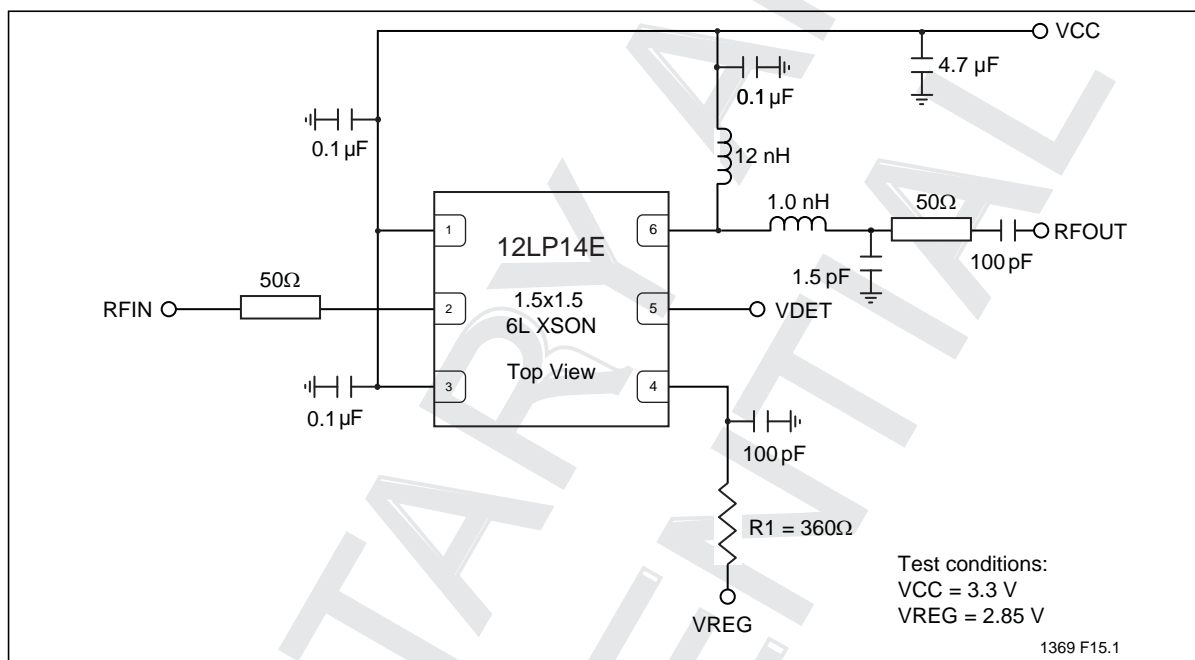 VCC
4.7 µF
0.1 µF
0.1 µF
12 nH
1.0 nH
50Ω
RFOUT
100 pF
1.5 pF
1
6
12LP14E
50Ω
RFIN
2
1.5x1.5
6L XSON
5
VDET
Top View
3
4
0.1 µF
100 pF
R1 = 360Ω
VREG
Test conditions:
VCC = 3.3 V
VREG = 2.85 V
1369 F15.1